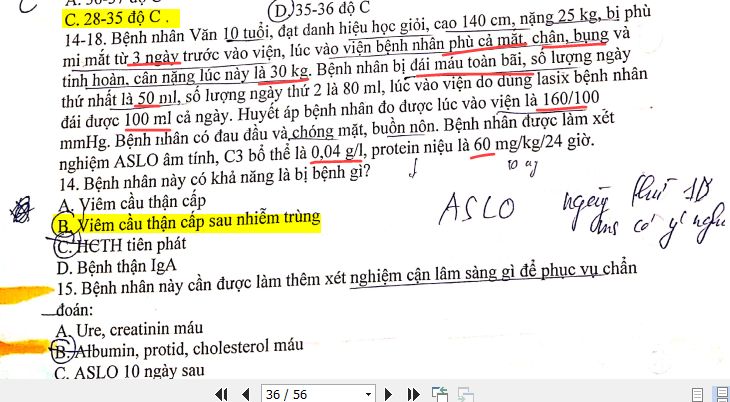 A. 36-37 độ C
C. 28-35 độ C .
D. 35-36 độ C
14-18. Bệnh nhân Văn 10 tuổi, đạt danh hiệu học giỏi, cao 140 cm, nặng 25 kg, bị phù
mi mắt từ 3 ngày trước vào viện, lúc vào viện bệnh nhân phù cả mặt, chân, bụng và
tinh hoàn, cân nặng lúc này là 30 kg. Bệnh nhân bị đái máu toàn bãi, số lượng ngày
thứ nhất là 50 ml, số lượng ngày thứ 2 là 80 ml, lúc vào viện do dùng lasix bệnh nhân
đái được 100 ml cả ngày. Huyết áp bệnh nhân đo được lúc vào viện là 160/100
mmHg. Bệnh nhân có đau đầu và chóng mặt, buồn nôn. Bệnh nhân được làm xét
nghiệm ASLO âm tính, C3 bổ thể là 0,04 g/l, protein niệu là 60 mg/kg/24 giờ.
14. Bệnh nhân này có khả năng là bị bệnh gì?
A. Viêm cầu thận cấp
B. Viêm cầu thận cấp sau nhiễm trùng
C. HCTH tiên phát
D. Bệnh thận IgA
ASLO ngày thứ 10
ms có ý nghĩa
15. Bệnh nhân này cần được làm thêm xét nghiệm cận lâm sàng gì để phục vụ chẩn
đoán:
A. Ure, creatinin máu
B. Albumin, protid, cholesterol máu
C. ASLO 10 ngày sau
36 / 56